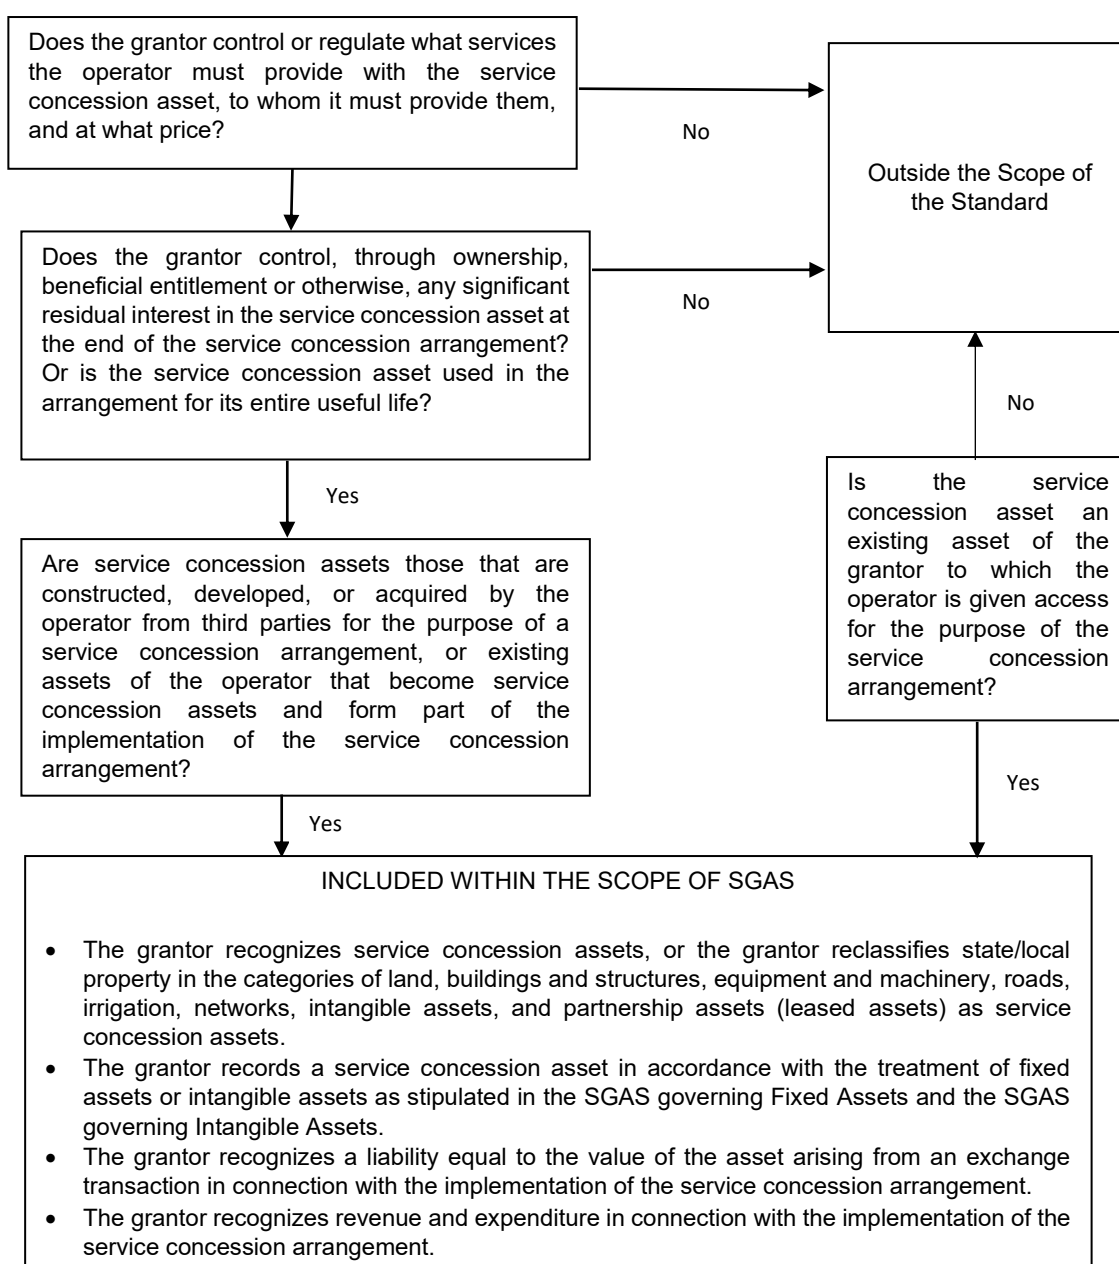 Does the grantor control or regulate what services
the operator must provide with the service
concession asset, to whom it must provide them,
and at what price?
No
Outside the Scope of
the Standard
Does the grantor control, through ownership,
beneficial entitlement or otherwise, any significant
residual interest in the service concession asset at
the end of the service concession arrangement?
Or is the service concession asset used in the
arrangement for its entire useful life?
No
No
Yes
Is the service
concession asset an
existing asset of the
grantor to which the
operator is given access
for the purpose of the
service concession
arrangement?
Are service concession assets those that are
constructed, developed, or acquired by the
operator from third parties for the purpose of a
service concession arrangement, or existing
assets of the operator that become service
concession assets and form part of the
implementation of the service concession
arrangement?
Yes
Yes
INCLUDED WITHIN THE SCOPE OF SGAS
• The grantor recognizes service concession assets, or the grantor reclassifies state/local
property in the categories of land, buildings and structures, equipment and machinery, roads,
irrigation, networks, intangible assets, and partnership assets (leased assets) as service
concession assets.
• The grantor records a service concession asset in accordance with the treatment of fixed
assets or intangible assets as stipulated in the SGAS governing Fixed Assets and the SGAS
governing Intangible Assets.
• The grantor recognizes a liability equal to the value of the asset arising from an exchange
transaction in connection with the implementation of the service concession arrangement.
• The grantor recognizes revenue and expenditure in connection with the implementation of the
service concession arrangement.